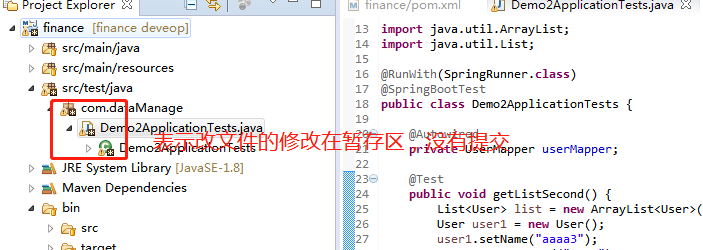 Project Explorer
finance [finance deveop]
src/main/java
src/main/resources
src/test/java
com.dataManage
Demo2ApplicationTests.java
Demo2ApplicationTests
JRE System Library [JavaSE-1.8]
Maven Dependencies
bin
src
target
表示改文件的修改在暂存区,没有提交
finance/pom.xml
Demo2ApplicationTests.java
13 import java.util.ArrayList;
14 import java.util.List;
15
16 @RunWith(SpringRunner.class)
17 @SpringBootTest
18 public class Demo2ApplicationTests {
19
20 @Autowired
21 private UserMapper userMapper;
22
23 @Test
24 public void getListSecond() {
25 List<User> list = new ArrayList<User>(
26 User user1 = new User();
27 user1.setName("aaaa3");